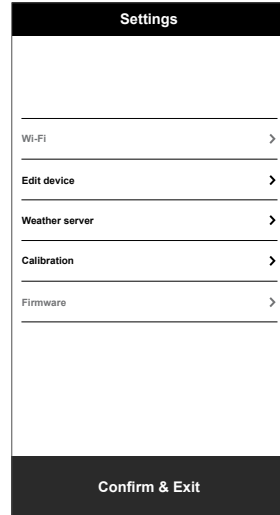 Settings
Wi-Fi
Edit device
Weather server
Calibration
Firmware
Confirm & Exit